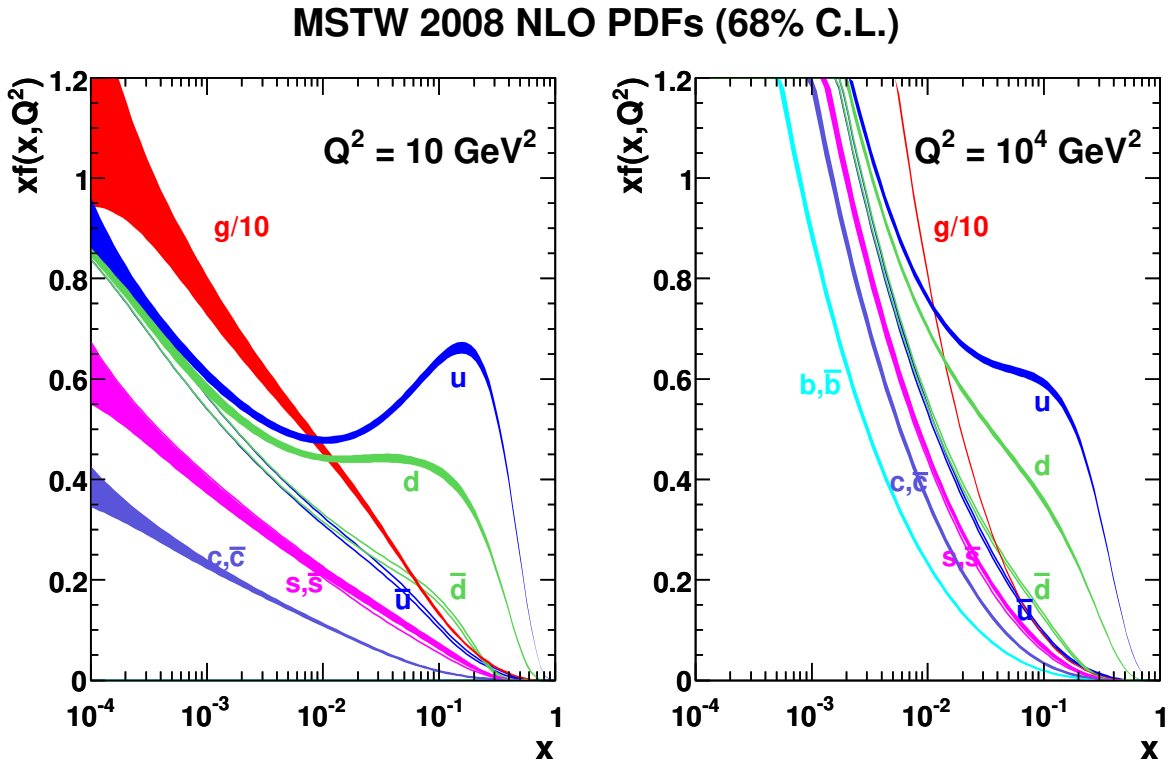 MSTW 2008 NLO PDFs (68% C.L.)
xf(x,Q²)
1.2
1
0.8
0.6
0.4
0.2
0
Q² = 10 GeV²
g/10
u
d
c,c̅
s,s̅
u̅
d̅
10⁻⁴
10⁻³
10⁻²
10⁻¹
1
x
xf(x,Q²)
1.2
1
0.8
0.6
0.4
0.2
0
Q² = 10⁴ GeV²
g/10
b,b̅
u
d
c,c̅
s,s̅
d̅
u̅
10⁻⁴
10⁻³
10⁻²
10⁻¹
1
x